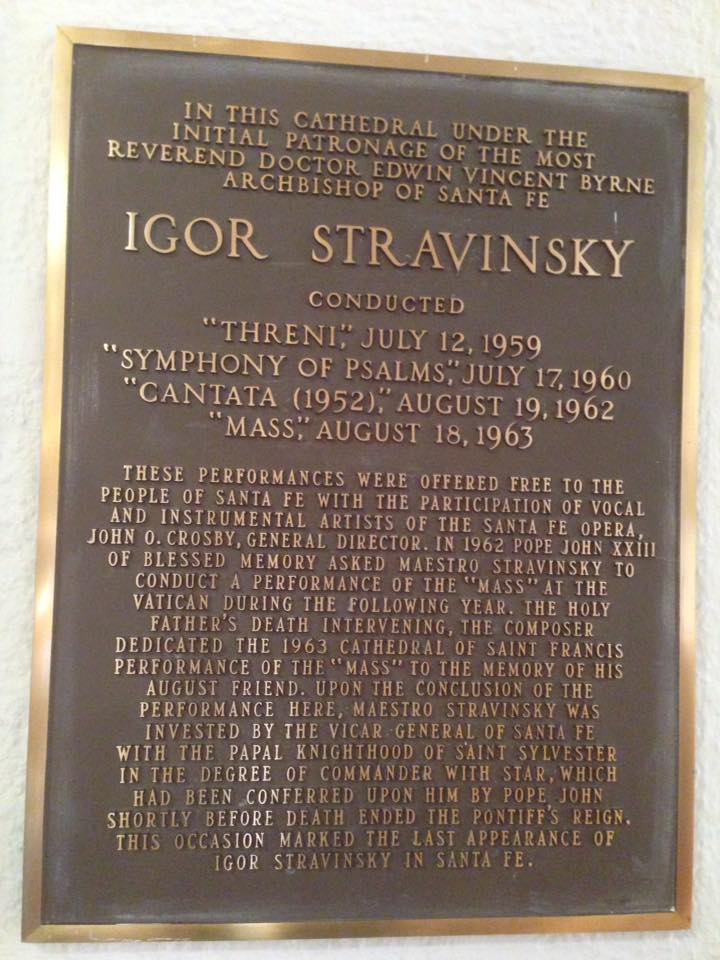 IN THIS CATHEDRAL UNDER THE
INITIAL PATRONAGE OF THE MOST
REVEREND DOCTOR EDWIN VINCENT BYRNE
ARCHBISHOP OF SANTA FE
IGOR STRAVINSKY
CONDUCTED
"THRENI," JULY 12, 1959
"SYMPHONY OF PSALMS," JULY 17, 1960
"CANTATA (1952)," AUGUST 19, 1962
"MASS," AUGUST 18, 1963
THESE PERFORMANCES WERE OFFERED FREE TO THE
PEOPLE OF SANTA FE WITH THE PARTICIPATION OF VOCAL
AND INSTRUMENTAL ARTISTS OF THE SANTA FE OPERA,
JOHN O. CROSBY, GENERAL DIRECTOR. IN 1962 POPE JOHN XXIII
OF BLESSED MEMORY ASKED MAESTRO STRAVINSKY TO
CONDUCT A PERFORMANCE OF THE "MASS" AT THE
VATICAN DURING THE FOLLOWING YEAR. THE HOLY
FATHER'S DEATH INTERVENING, THE COMPOSER
DEDICATED THE 1963 CATHEDRAL OF SAINT FRANCIS
PERFORMANCE OF THE "MASS" TO THE MEMORY OF HIS
AUGUST FRIEND. UPON THE CONCLUSION OF THE
PERFORMANCE HERE, MAESTRO STRAVINSKY WAS
INVESTED BY THE VICAR GENERAL OF SANTA FE
WITH THE PAPAL KNIGHTHOOD OF SAINT SYLVESTER
IN THE DEGREE OF COMMANDER WITH STAR, WHICH
HAD BEEN CONFERRED UPON HIM BY POPE JOHN
SHORTLY BEFORE DEATH ENDED THE PONTIFF'S REIGN.
THIS OCCASION MARKED THE LAST APPEARANCE OF
IGOR STRAVINSKY IN SANTA FE.